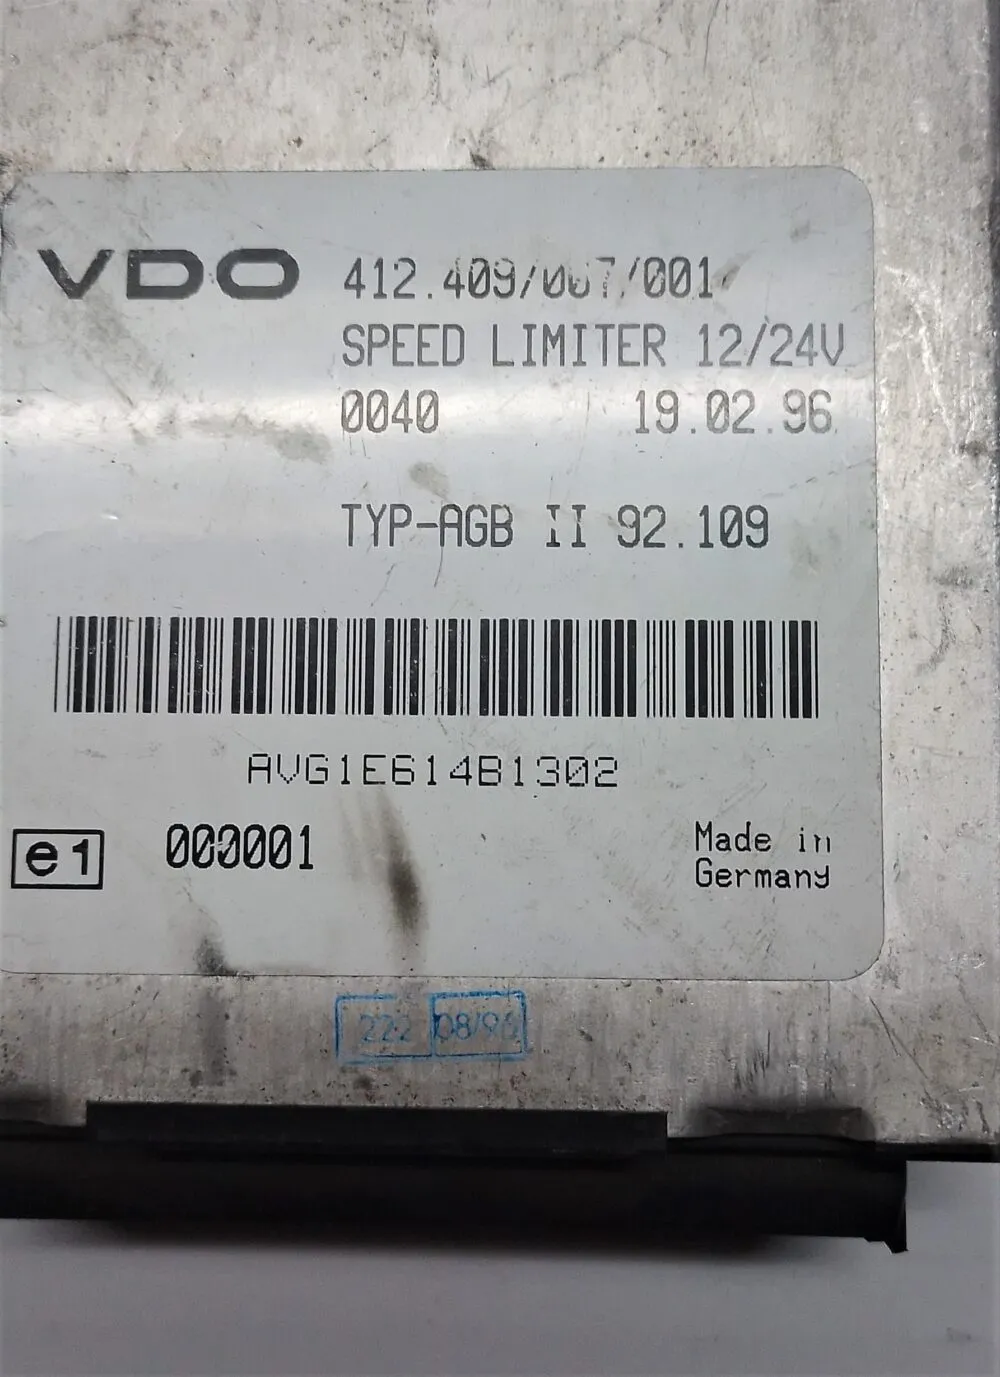 VDO 412.409/007/001
SPEED LIMITER 12/24V
0040 19.02.96
TYP-AGB II 92.109
AVG1E614B1302
e1 000001 Made in
Germany
222 08/96